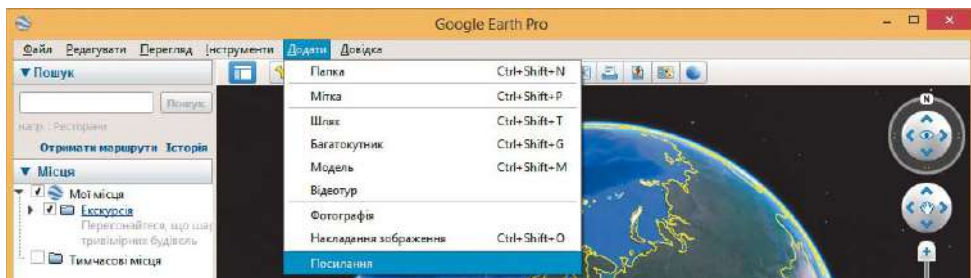 Google Earth Pro
Файл Редагувати Перегляд Інструменти Додати Довідка
Пошук
Пошук
напр.: Ресторани
Отримати маршрути Історія
Місця
Мої місця
Екскурсія
Переконайтеся, що
тривимірних будівель
Тимчасові місця
Папка Ctrl+Shift+N
Мітка Ctrl+Shift+P
Шлях Ctrl+Shift+T
Багатокутник Ctrl+Shift+G
Модель Ctrl+Shift+M
Відеотур
Фотографія
Накладання зображення Ctrl+Shift+O
Посилання
N